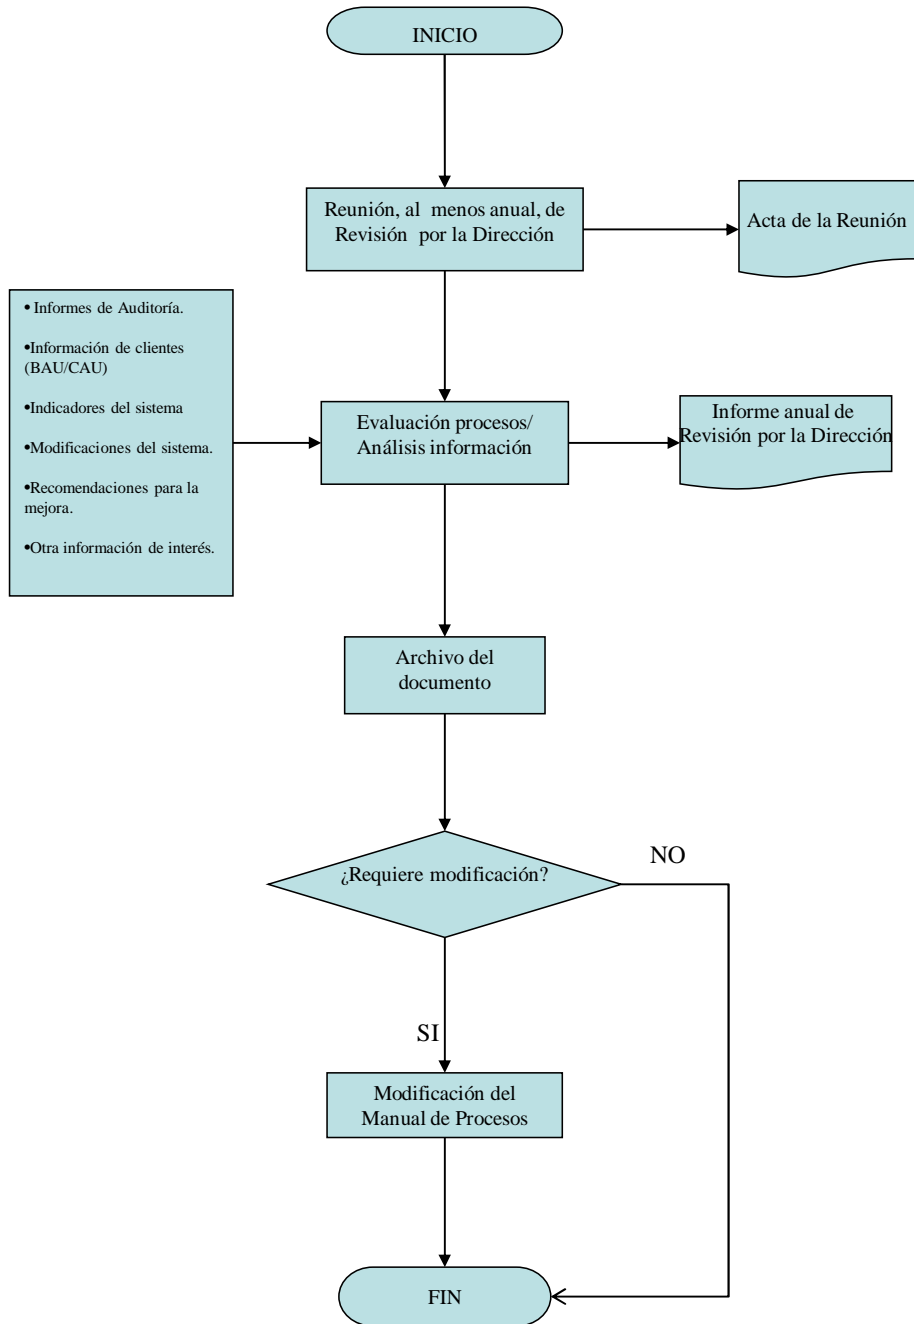 INICIO
Reunión, al menos anual, de
Revisión por la Dirección
Acta de la Reunión
• Informes de Auditoría.
•Información de clientes
(BAU/CAU)
•Indicadores del sistema
•Modificaciones del sistema.
•Recomendaciones para la
mejora.
•Otra información de interés.
Evaluación procesos/
Análisis información
Informe anual de
Revisión por la Dirección
Archivo del
documento
¿Requiere modificación?
NO
SI
Modificación del
Manual de Procesos
FIN